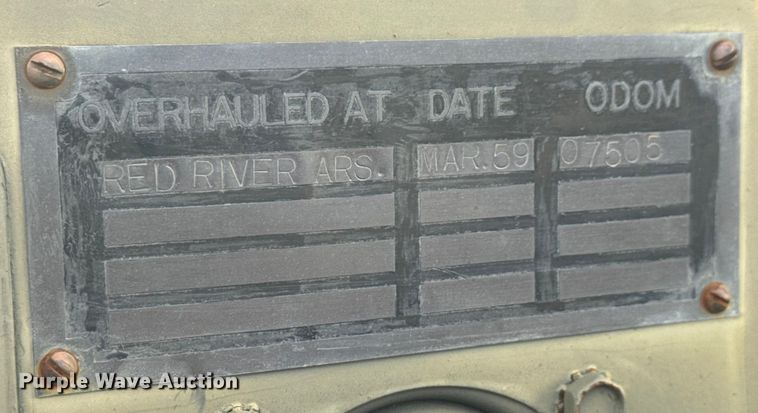 OVERHAULED AT DATE ODOM
RED RIVER ARS. MAR.59 07505
Purple Wave Auction